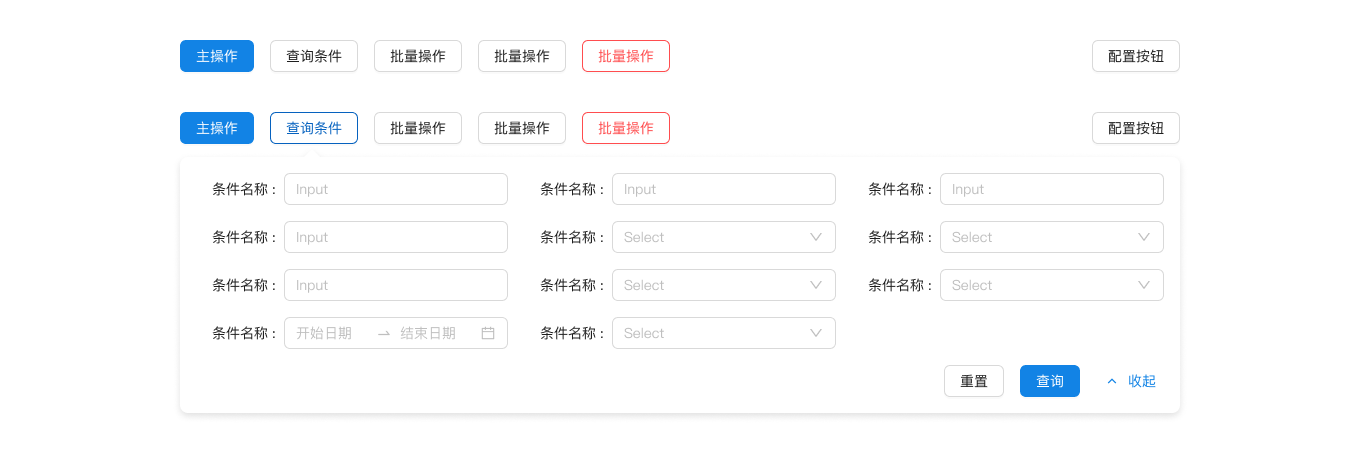 主操作 查询条件 批量操作 批量操作 批量操作 配置按钮
主操作 查询条件 批量操作 批量操作 批量操作 配置按钮
条件名称 : Input 条件名称 : Input 条件名称 : Input
条件名称 : Input 条件名称 : Select 条件名称 : Select
条件名称 : Input 条件名称 : Select 条件名称 : Select
条件名称 : 开始日期 → 结束日期 条件名称 : Select
重置 查询 收起